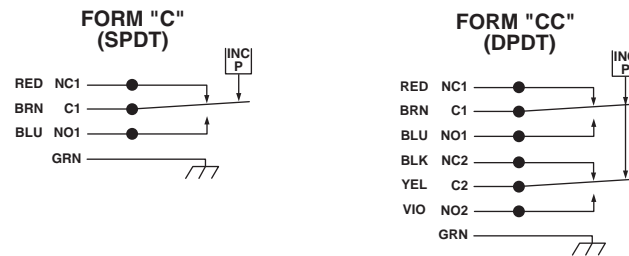 FORM "C"
(SPDT)
INC
P
RED NC1
BRN C1
BLU NO1
GRN
FORM "CC"
(DPDT)
INC
P
RED NC1
BRN C1
BLU NO1
BLK NC2
YEL C2
VIO NO2
GRN